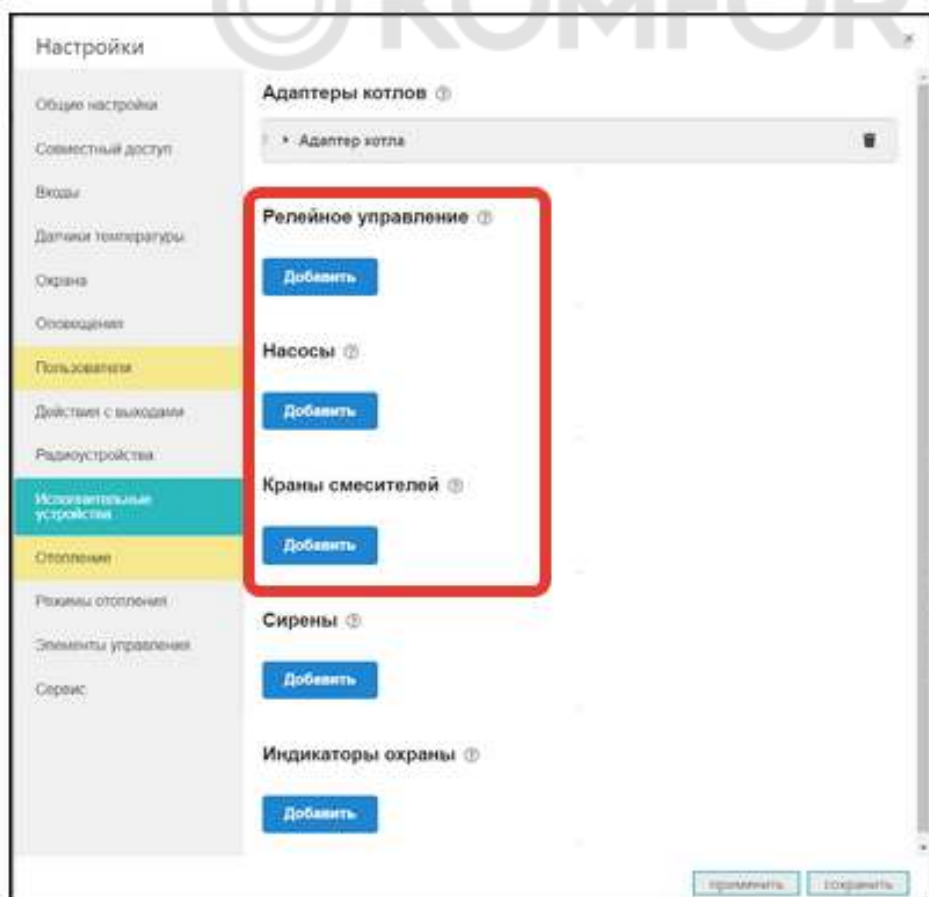 KOMFOR
Настройки
Общие настройки
Совместный доступ
Входы
Датчики температуры
Охрана
Оповещения
Пользователи
Действия с выходами
Радиоустройства
Исполнительные
устройства
Отопление
Режимы отопления
Элементы управления
Сервис
Адаптеры котлов
Адаптер котла
Релейное управление
Добавить
Насосы
Добавить
Краны смесителей
Добавить
Сирены
Добавить
Индикаторы охраны
Добавить
применить
сохранить